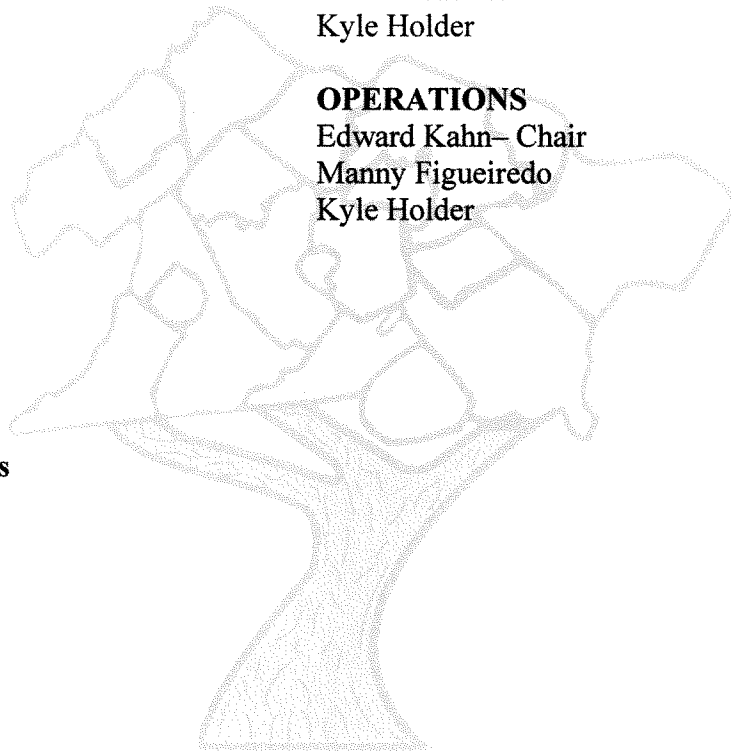 Kyle Holder
OPERATIONS
Edward Kahn– Chair
Manny Figueiredo
Kyle Holder
s